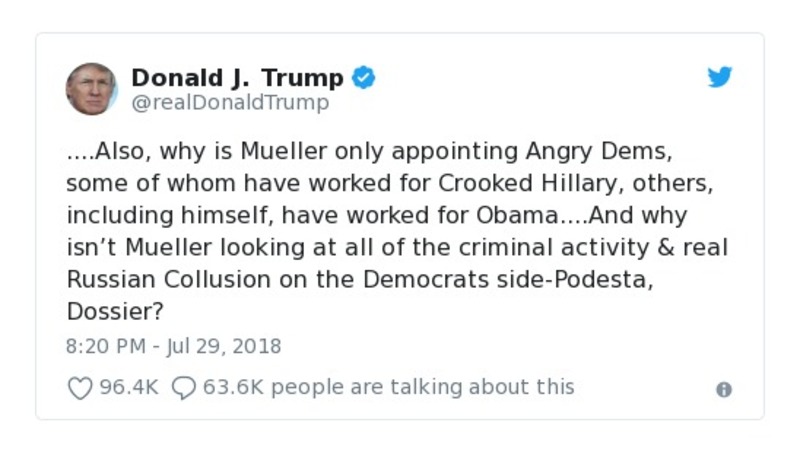 Donald J. Trump
@realDonaldTrump
....Also, why is Mueller only appointing Angry Dems,
some of whom have worked for Crooked Hillary, others,
including himself, have worked for Obama....And why
isn’t Mueller looking at all of the criminal activity & real
Russian Collusion on the Democrats side-Podesta,
Dossier?
8:20 PM - Jul 29, 2018
96.4K 63.6K people are talking about this